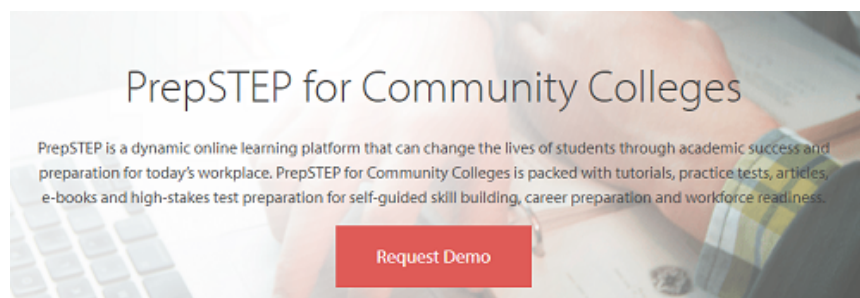 PrepSTEP for Community Colleges
PrepSTEP is a dynamic online learning platform that can change the lives of students through academic success and
preparation for today's workplace. PrepSTEP for Community Colleges is packed with tutorials, practice tests, articles,
e-books and high-stakes test preparation for self-guided skill building, career preparation and workforce readiness.
Request Demo